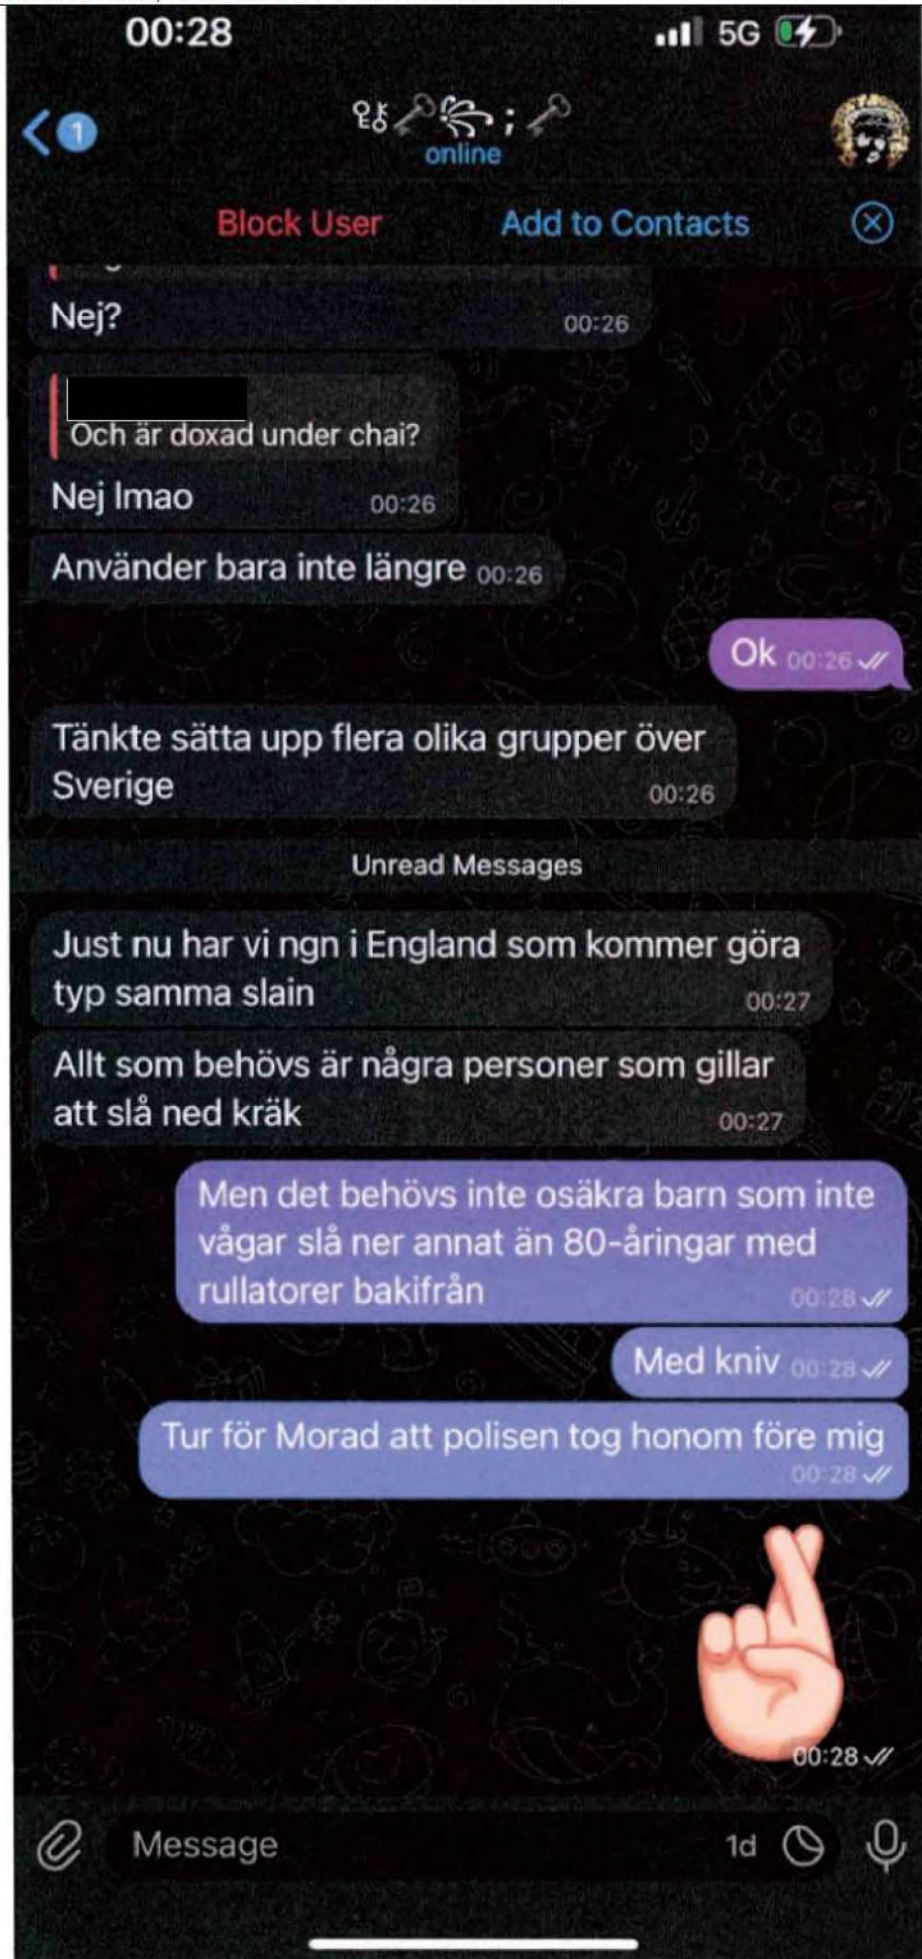 00:28
5G
1
online
Block User
Add to Contacts
Nej?
00:26
Och är doxad under chai?
Nej lmao
00:26
Använder bara inte längre 00:26
Ok 00:26
Tänkte sätta upp flera olika grupper över
Sverige
00:26
Unread Messages
Just nu har vi ngn i England som kommer göra
typ samma slain
00:27
Allt som behövs är några personer som gillar
att slå ned kräk
00:27
Men det behövs inte osäkra barn som inte
vågar slå ner annat än 80-åringar med
rullatorer bakifrån
00:28
Med kniv 00:28
Tur för Morad att polisen tog honom före mig
00:28
00:28
Message
1d